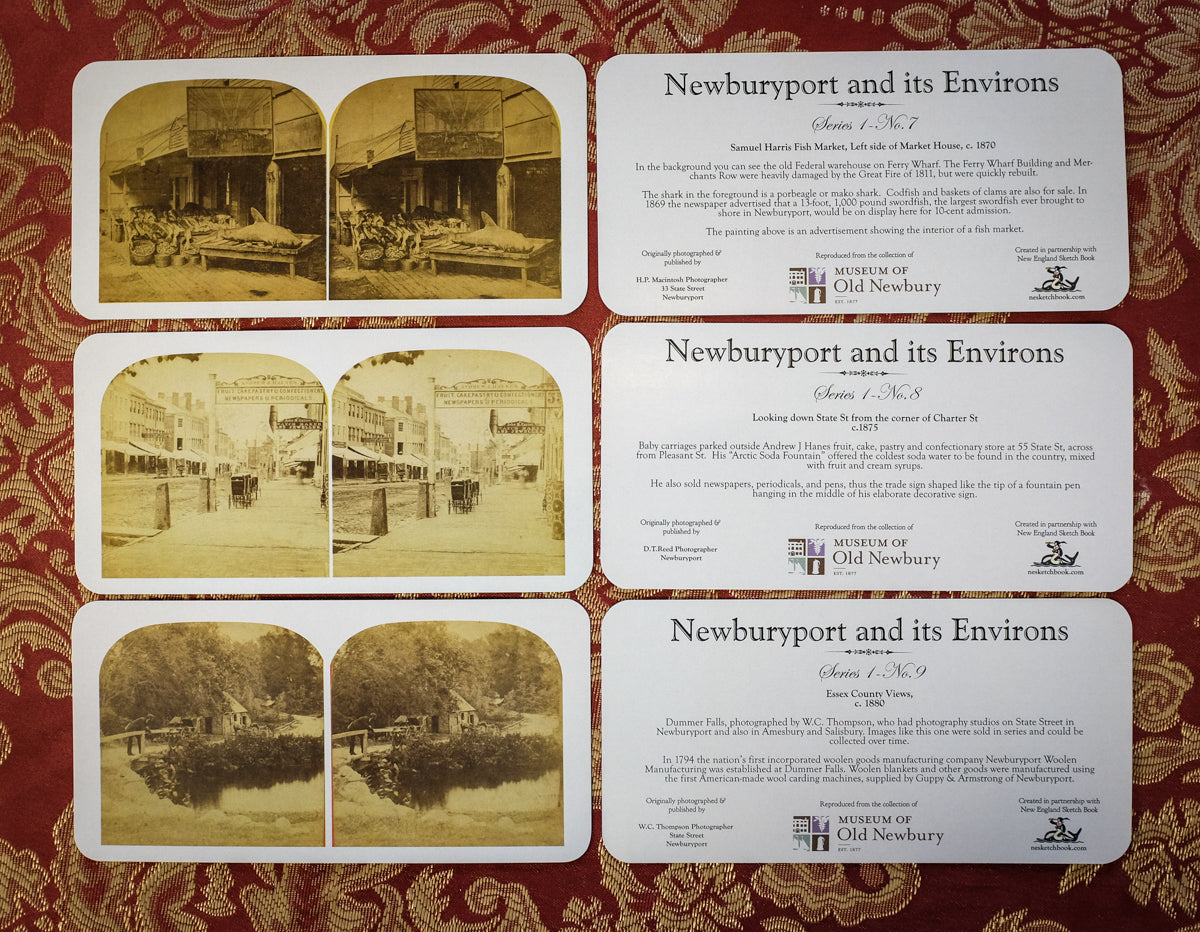 Newburyport and its Environs
Series 1-No.7
Samuel Harris Fish Market, Left side of Market House, c. 1870
In the background you can see the old Federal warehouse on Ferry Wharf. The Ferry Wharf Building and Mer-
chants Row were heavily damaged by the Great Fire of 1811, but were quickly rebuilt.
The shark in the foreground is a porbeagle or mako shark. Codfish and baskets of clams are also for sale. In
1869 the newspaper advertised that a 13-foot, 1,000 pound swordfish, the largest swordfish ever brought to
shore in Newburyport, would be on display here for 10-cent admission.
The painting above is an advertisement showing the interior of a fish market.
Originally photographed &
published by
H.P. Macintosh Photographer
33 State Street
Newburyport
Reproduced from the collection of
MUSEUM OF
Old Newbury
EST. 1877
Created in partnership with
New England Sketch Book
nesketchbook.com
FRUIT, CAKE, PASTRY & CONFECTIONERY
NEWSPAPERS & PERIODICALS
FRUIT, CAKE, PASTRY & CONFECTIONERY
NEWSPAPERS & PERIODICALS
Newburyport and its Environs
Series 1-No.8
Looking down State St from the corner of Charter St
c.1875
Baby carriages parked outside Andrew J Hanes fruit, cake, pastry and confectionary store at 55 State St, across
from Pleasant St. His "Arctic Soda Fountain" offered the coldest soda water to be found in the country, mixed
with fruit and cream syrups.
He also sold newspapers, periodicals, and pens, thus the trade sign shaped like the tip of a fountain pen
hanging in the middle of his elaborate decorative sign.
Originally photographed &
published by
D.T.Reed Photographer
Newburyport
Reproduced from the collection of
MUSEUM OF
Old Newbury
EST. 1877
Created in partnership with
New England Sketch Book
nesketchbook.com
Newburyport and its Environs
Series 1-No.9
Essex County Views,
c. 1880
Dummer Falls, photographed by W.C. Thompson, who had photography studios on State Street in
Newburyport and also in Amesbury and Salisbury. Images like this one were sold in series and could be
collected over time.
In 1794 the nation's first incorporated woolen goods manufacturing company Newburyport Woolen
Manufacturing was established at Dummer Falls. Woolen blankets and other goods were manufactured using
the first American-made wool carding machines, supplied by Guppy & Armstrong of Newburyport.
Originally photographed &
published by
W.C. Thompson Photographer
State Street
Newburyport
Reproduced from the collection of
MUSEUM OF
Old Newbury
EST. 1877
Created in partnership with
New England Sketch Book
nesketchbook.com